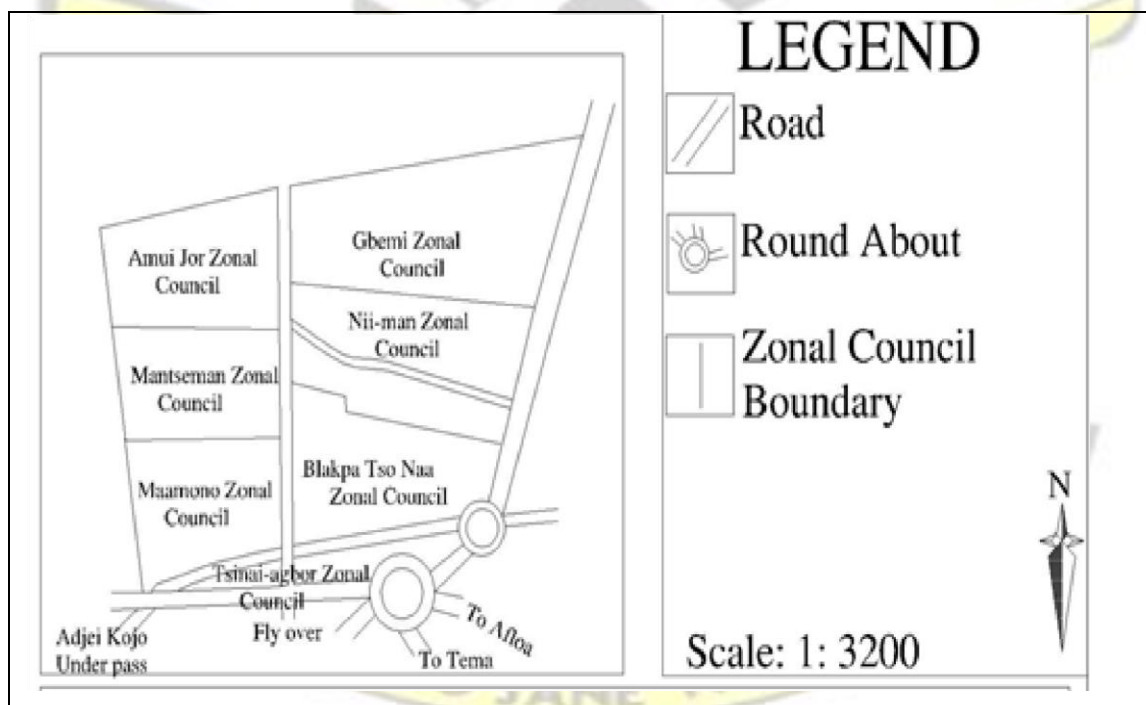 LEGEND
Road
Round About
Zonal Council
Boundary
N
Scale: 1: 3200
Amui Jor Zonal
Council
Gbemi Zonal
Council
Nii-man Zonal
Council
Mantseman Zonal
Council
Blakpa Tso Naa
Zonal Council
Maamono Zonal
Council
Tsinai-agbor Zonal
Council
Fly over
Adjei Kojo
Under pass
To Afloa
To Tema
JANE